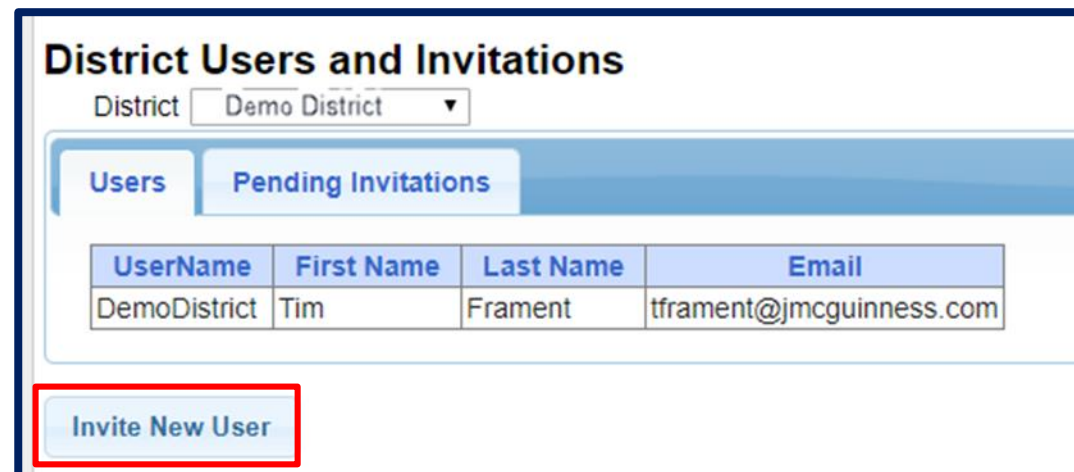 District Users and Invitations
District Demo District
Users Pending Invitations
UserName First Name Last Name Email
DemoDistrict Tim Frament tframent@jmcguinness.com
Invite New User